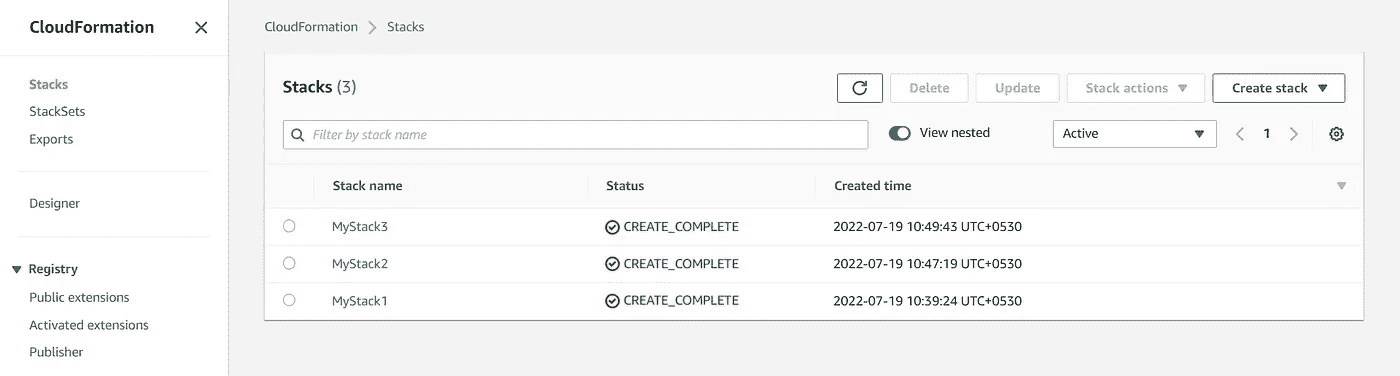 CloudFormation
Stacks
StackSets
Exports
Designer
Registry
Public extensions
Activated extensions
Publisher
CloudFormation Stacks
Stacks (3) Delete Update Stack actions Create stack
Filter by stack name View nested Active 1
Stack name Status Created time
MyStack3 CREATE_COMPLETE 2022-07-19 10:49:43 UTC+0530
MyStack2 CREATE_COMPLETE 2022-07-19 10:47:19 UTC+0530
MyStack1 CREATE_COMPLETE 2022-07-19 10:39:24 UTC+0530